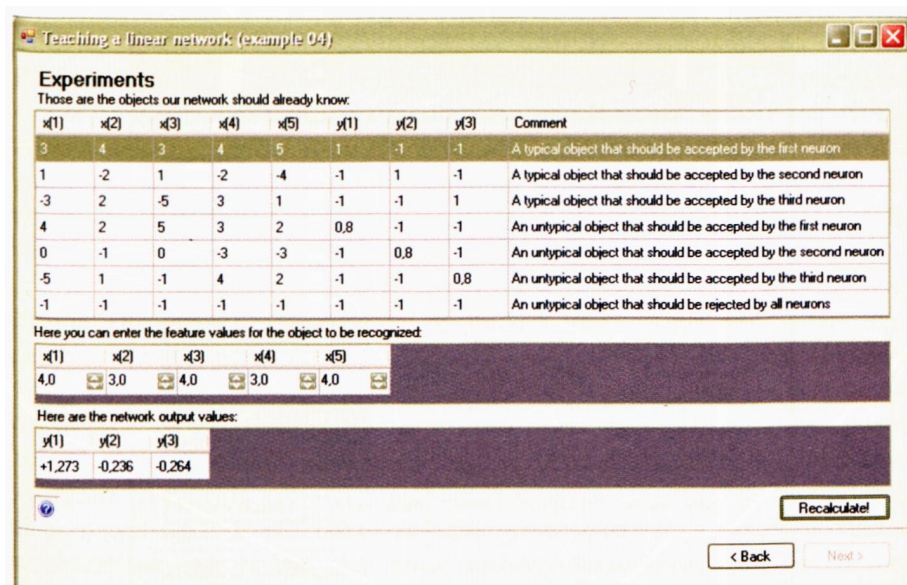 Teaching a linear network (example 04)
Experiments
Those are the objects our network should already know:
x(1) x(2) x(3) x(4) x(5) y(1) y(2) y(3) Comment
3 4 3 4 5 1 -1 -1 A typical object that should be accepted by the first neuron
1 -2 1 -2 -4 -1 1 -1 A typical object that should be accepted by the second neuron
-3 2 -5 3 1 -1 -1 1 A typical object that should be accepted by the third neuron
4 2 5 3 2 0,8 -1 -1 An untypical object that should be accepted by the first neuron
0 -1 0 -3 -3 -1 0,8 -1 An untypical object that should be accepted by the second neuron
-5 1 -1 4 2 -1 -1 0,8 An untypical object that should be accepted by the third neuron
-1 -1 -1 -1 -1 -1 -1 -1 An untypical object that should be rejected by all neurons
Here you can enter the feature values for the object to be recognized:
x(1) x(2) x(3) x(4) x(5)
4,0 3,0 4,0 3,0 4,0
Here are the network output values:
y(1) y(2) y(3)
+1,273 -0,236 -0,264
Recalculate!
< Back Next >